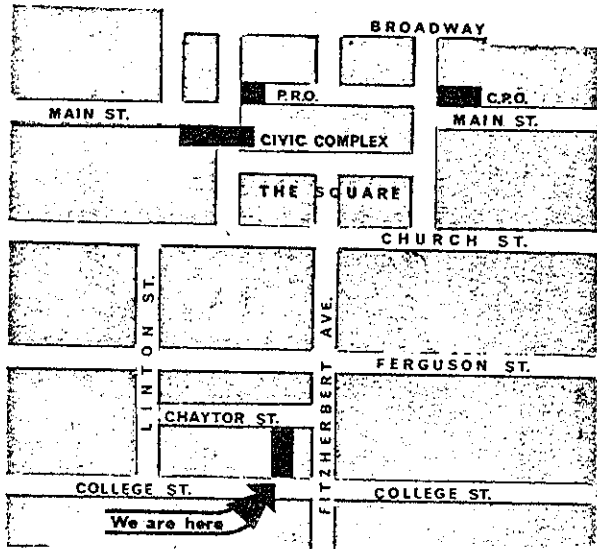 BROADWAY
P.R.O.
C.P.O.
MAIN ST.
MAIN ST.
CIVIC COMPLEX
THE SQUARE
CHURCH ST.
LINTON ST.
FITZHERBERT AVE.
FERGUSON ST.
CHAYTOR ST.
COLLEGE ST.
COLLEGE ST.
We are here